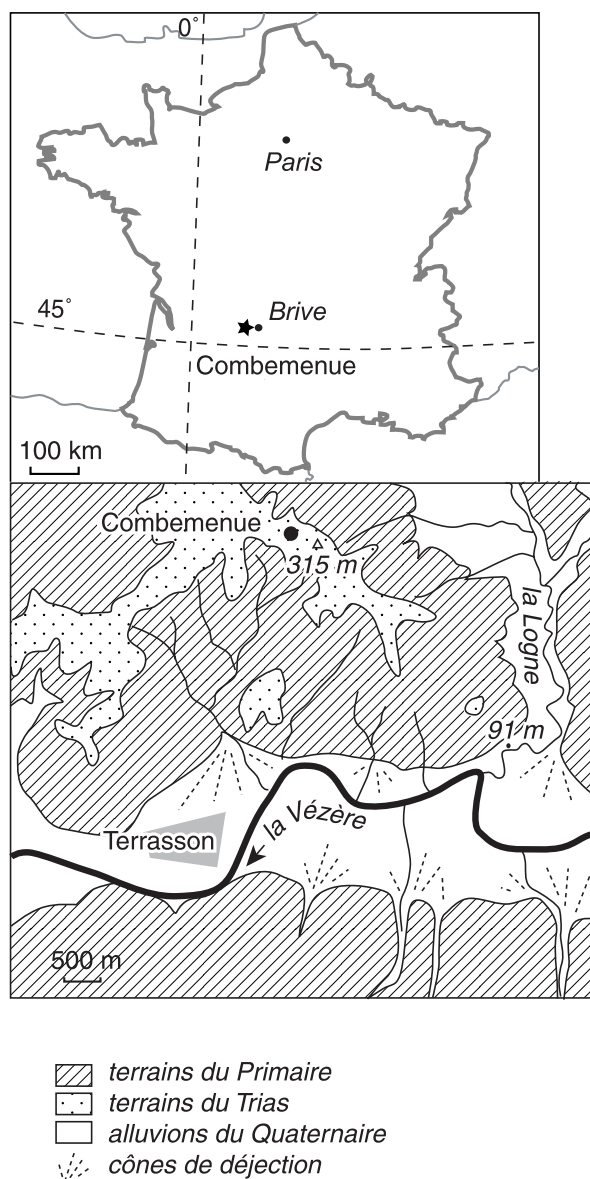 0°
Paris
45°
Brive
Combemenue
100 km
Combemenue
315 m
la Logne
91 m
la Vézère
Terrasson
500 m
terrains du Primaire
terrains du Trias
alluvions du Quaternaire
cônes de déjection